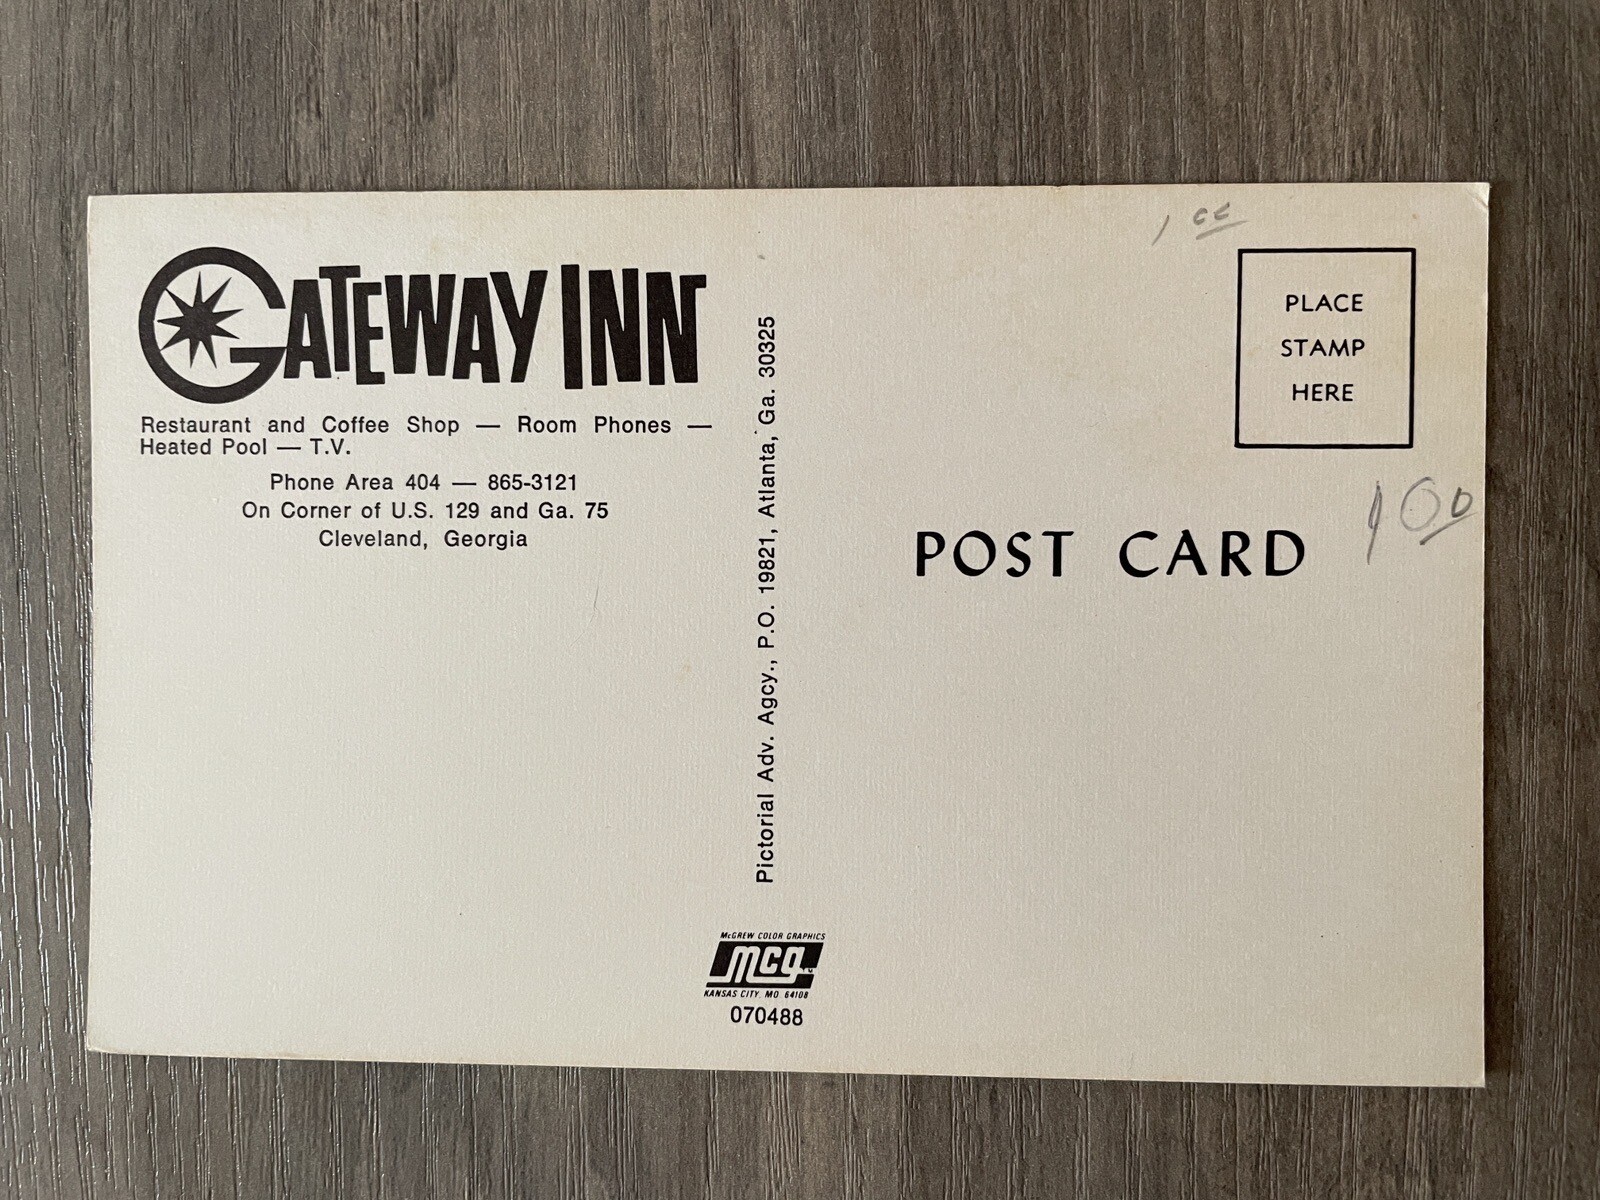 GATEWAY INN
Restaurant and Coffee Shop — Room Phones —
Heated Pool — T.V.
Phone Area 404 — 865-3121
On Corner of U.S. 129 and Ga. 75
Cleveland, Georgia
Pictorial Adv. Agcy., P.O. 19821, Atlanta, Ga. 30325
McGREW COLOR GRAPHICS
mcg
KANSAS CITY, MO. 64108
070488
PLACE
STAMP
HERE
POST CARD
1 00